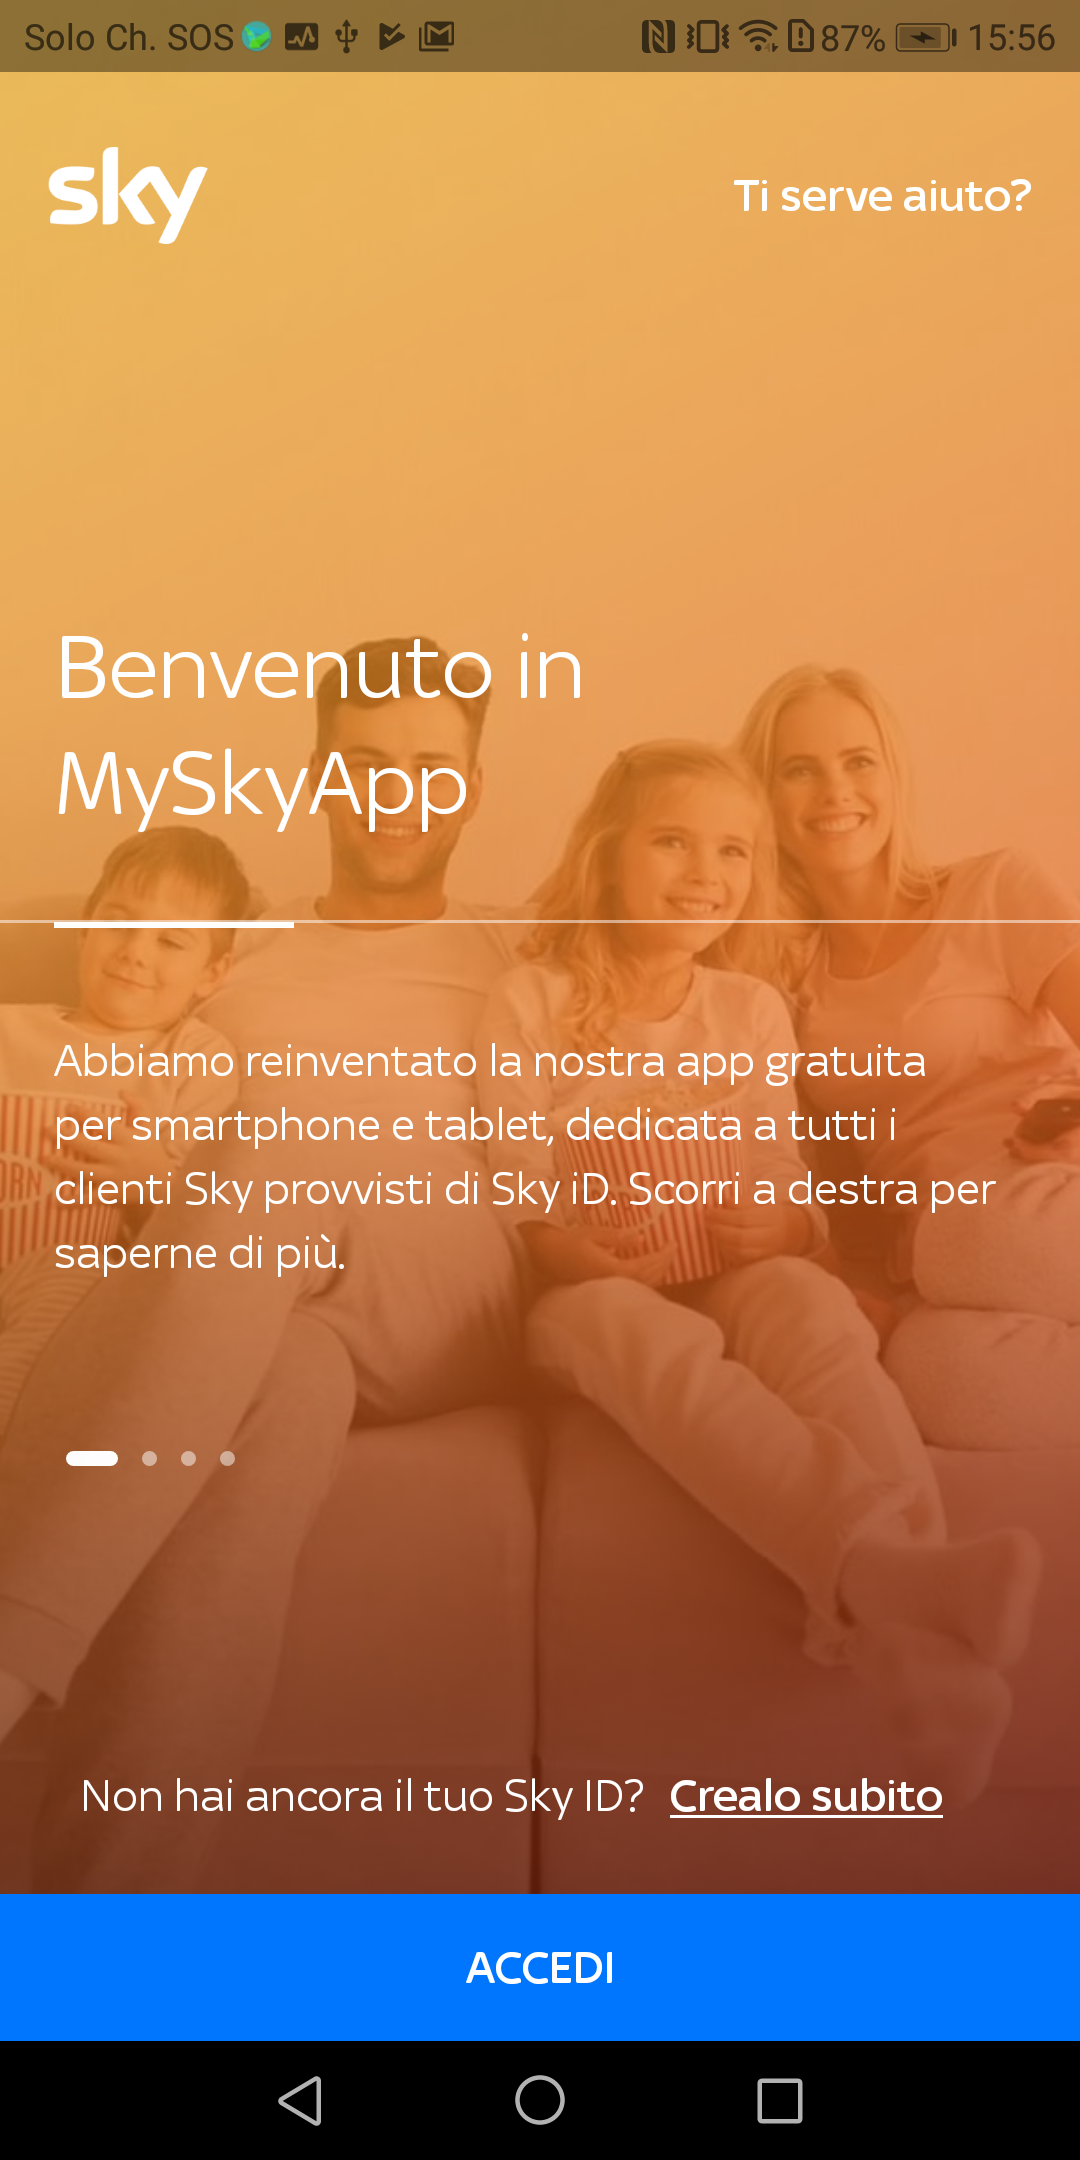 Solo Ch. SOS 87% 15:56
sky
Ti serve aiuto?
Benvenuto in
MySkyApp
Abbiamo reinventato la nostra app gratuita
per smartphone e tablet, dedicata a tutti i
clienti Sky provvisti di Sky iD. Scorri a destra per
saperne di più.
Non hai ancora il tuo Sky ID? Crealo subito
ACCEDI